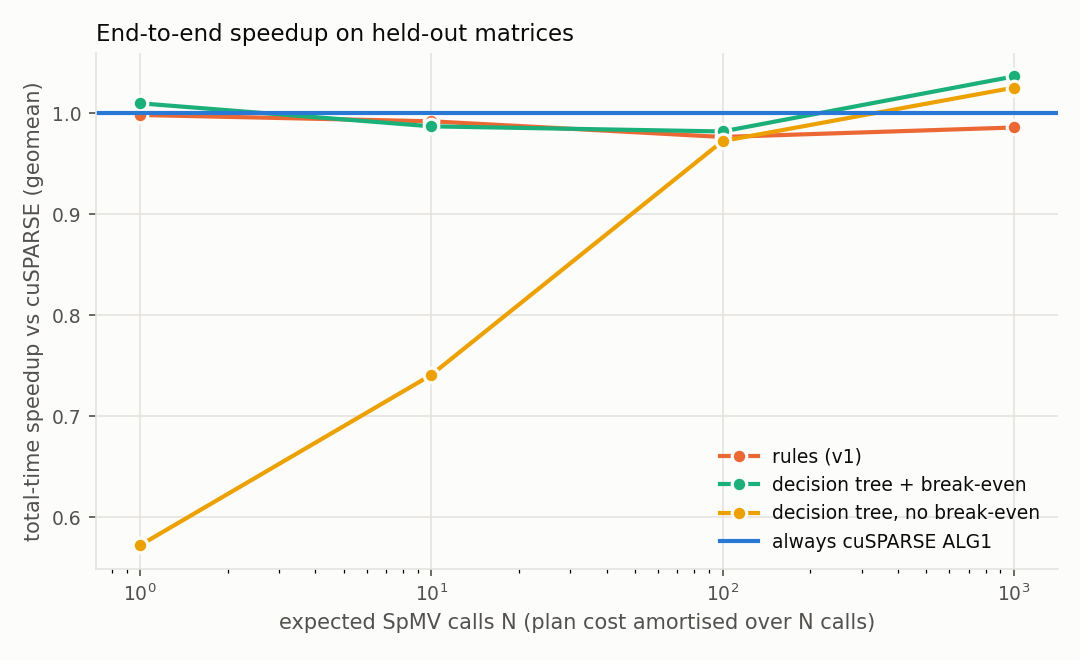 End-to-end speedup on held-out matrices
total-time speedup vs cuSPARSE (geomean)
1.0
0.9
0.8
0.7
0.6
rules (v1)
decision tree + break-even
decision tree, no break-even
always cuSPARSE ALG1
10⁰ 10¹ 10² 10³
expected SpMV calls N (plan cost amortised over N calls)